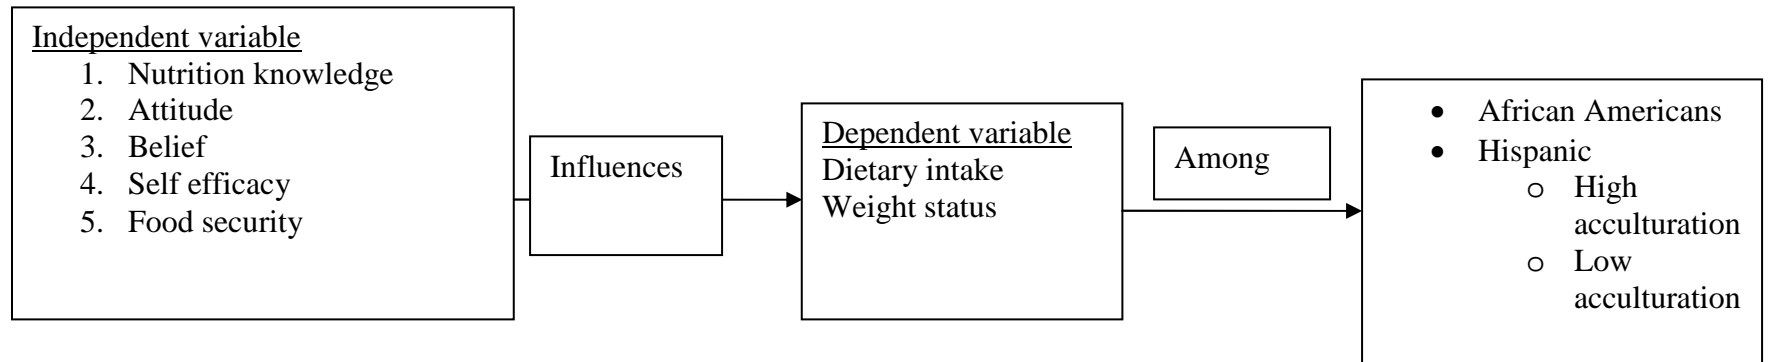 Independent variable
1. Nutrition knowledge
2. Attitude
3. Belief
4. Self efficacy
5. Food security
Influences
Dependent variable
Dietary intake
Weight status
Among
• African Americans
• Hispanic
o High
acculturation
o Low
acculturation